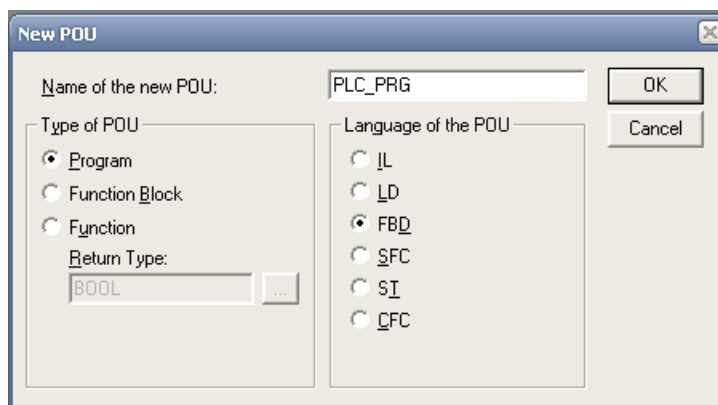 New POU
Name of the new POU:
PLC_PRG
OK
Cancel
Type of POU
Program
Function Block
Function
Return Type:
BOOL
...
Language of the POU
IL
LD
FBD
SFC
ST
CFC